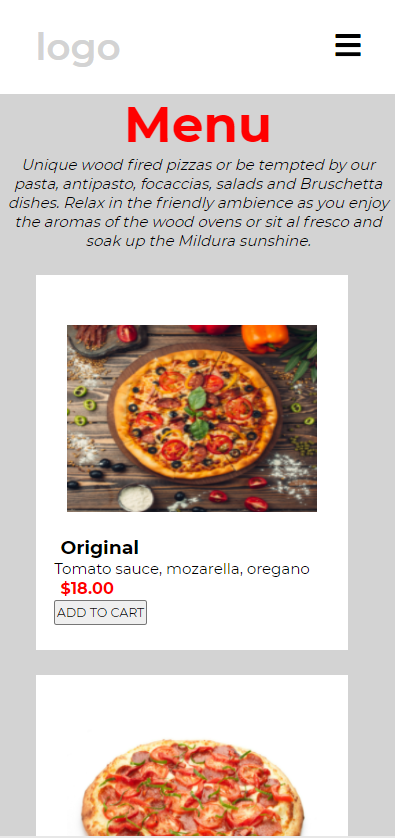 logo
Menu
Unique wood fired pizzas or be tempted by our
pasta, antipasto, focaccias, salads and Bruschetta
dishes. Relax in the friendly ambience as you enjoy
the aromas of the wood ovens or sit al fresco and
soak up the Mildura sunshine.
Original
Tomato sauce, mozarella, oregano
$18.00
ADD TO CART